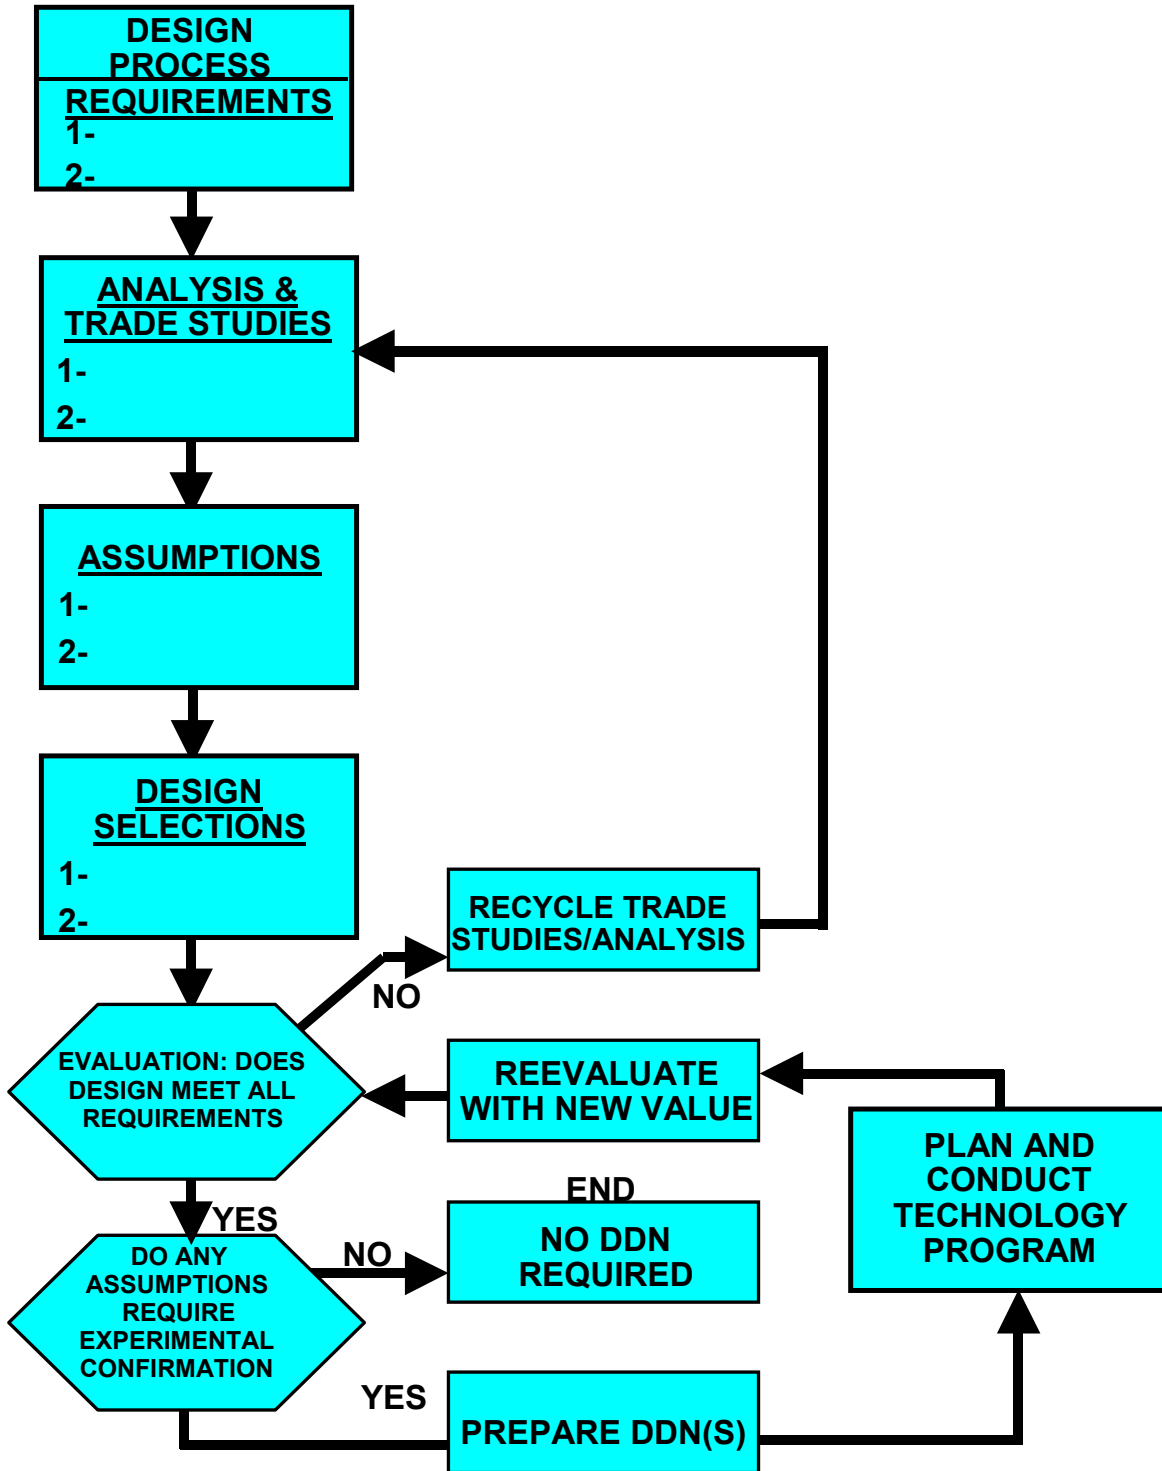 DESIGN
PROCESS
REQUIREMENTS
1-
2-
ANALYSIS &
TRADE STUDIES
1-
2-
ASSUMPTIONS
1-
2-
DESIGN
SELECTIONS
1-
2-
RECYCLE TRADE
STUDIES/ANALYSIS
NO
EVALUATION: DOES
DESIGN MEET ALL
REQUIREMENTS
REEVALUATE
WITH NEW VALUE
PLAN AND
CONDUCT
TECHNOLOGY
PROGRAM
YES
DO ANY
ASSUMPTIONS
REQUIRE
EXPERIMENTAL
CONFIRMATION
NO
END
NO DDN
REQUIRED
YES
PREPARE DDN(S)